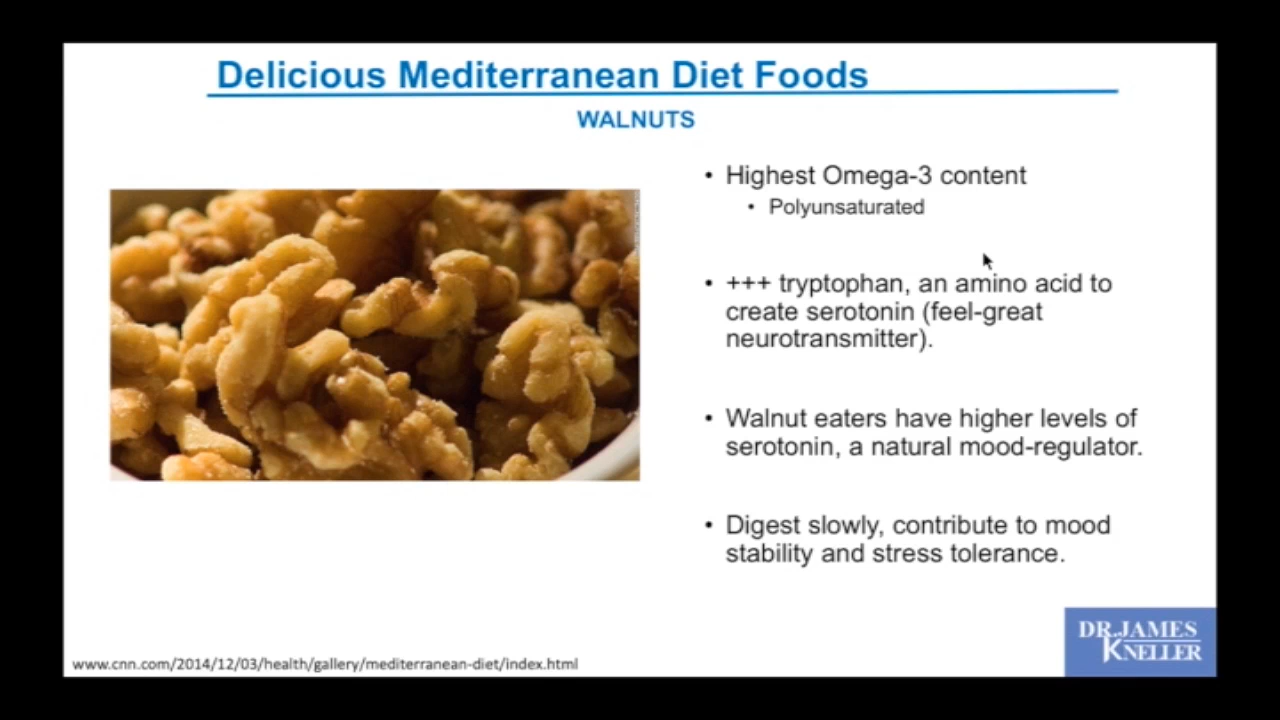 Delicious Mediterranean Diet Foods
WALNUTS
• Highest Omega-3 content
• Polyunsaturated
• +++ tryptophan, an amino acid to
create serotonin (feel-great
neurotransmitter).
• Walnut eaters have higher levels of
serotonin, a natural mood-regulator.
• Digest slowly, contribute to mood
stability and stress tolerance.
www.cnn.com/2014/12/03/health/gallery/mediterranean-diet/index.html
DR.JAMES
KNELLER